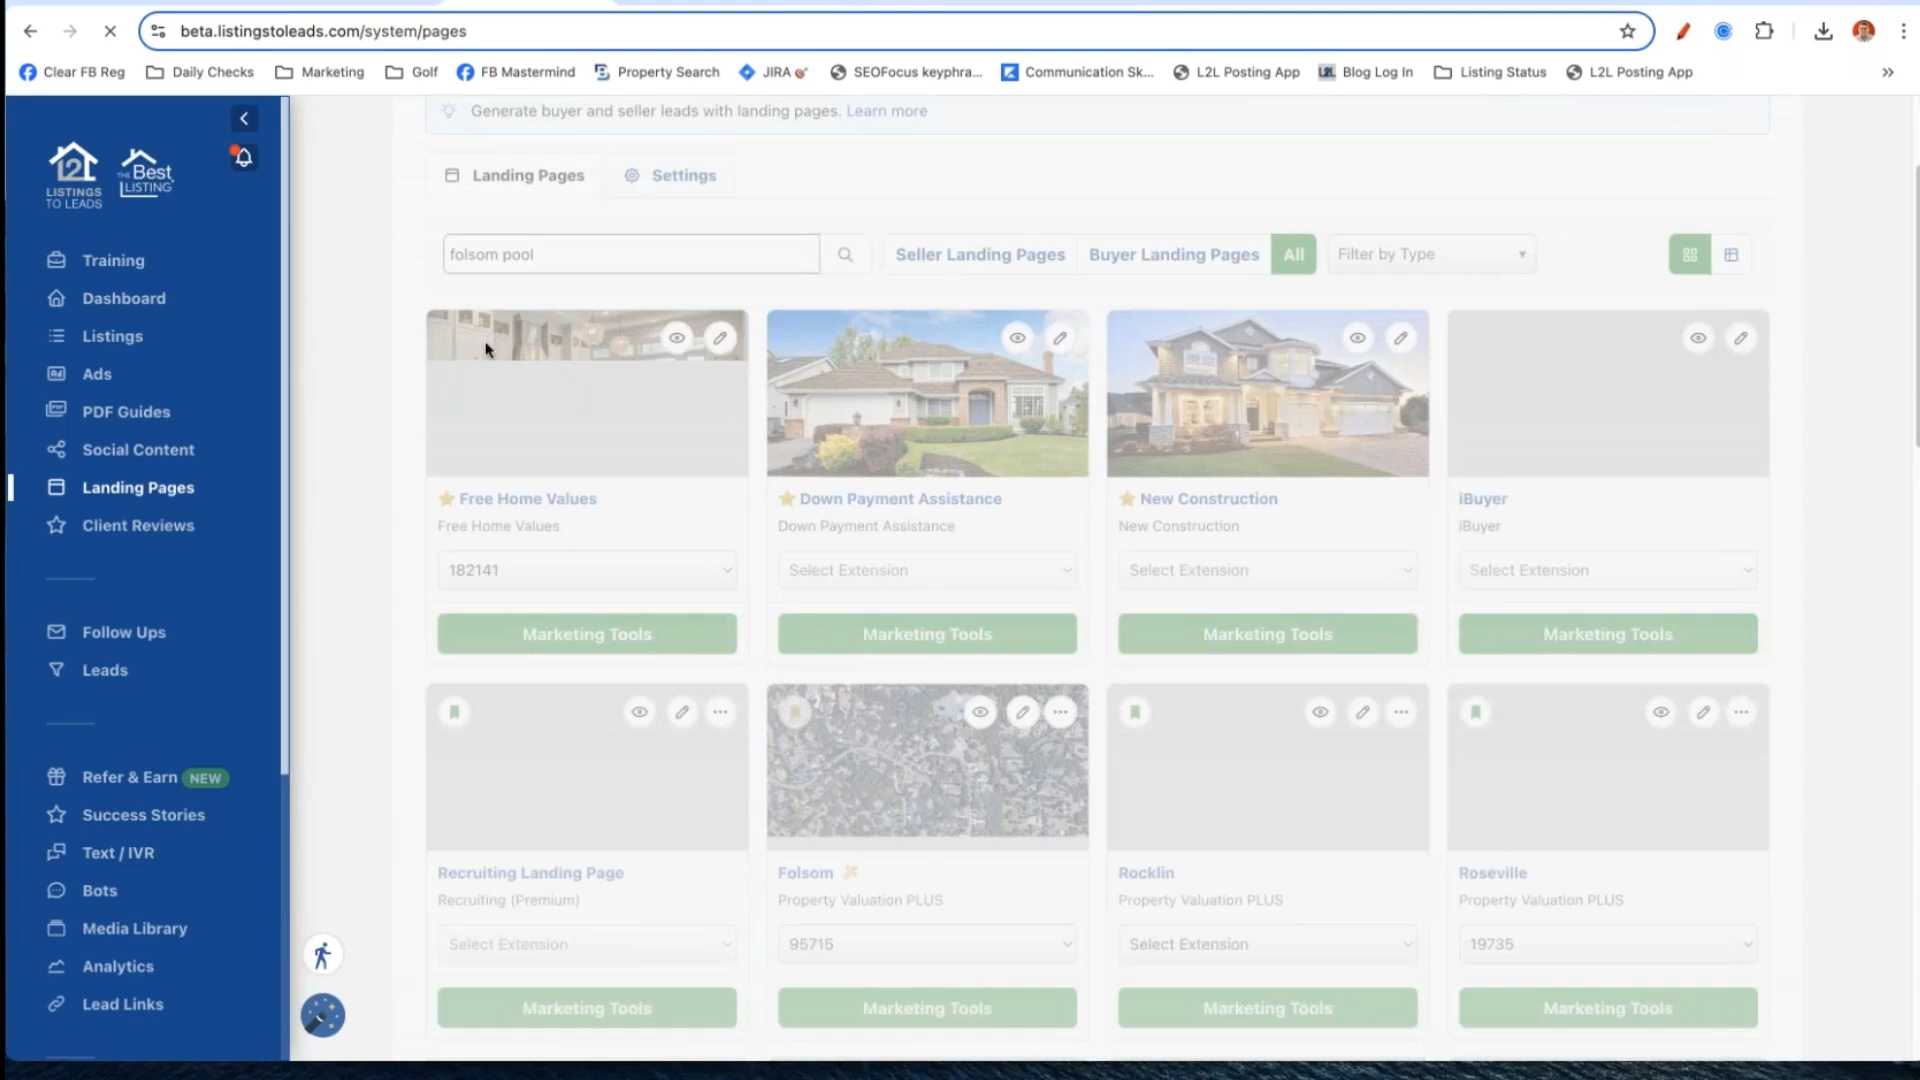 beta.listingstoleads.com/system/pages
Clear FB Reg Daily Checks Marketing Golf FB Mastermind Property Search JIRA SEOFocus keyphra... Communication Sk... L2L Posting App Blog Log In Listing Status L2L Posting App
L2L
LISTINGS TO LEADS
THE Best LISTING
Training
Dashboard
Listings
Ads
PDF Guides
Social Content
Landing Pages
Client Reviews
Follow Ups
Leads
Refer & Earn NEW
Success Stories
Text / IVR
Bots
Media Library
Analytics
Lead Links
Generate buyer and seller leads with landing pages. Learn more
Landing Pages Settings
folsom pool Seller Landing Pages Buyer Landing Pages All Filter by Type
Free Home Values Down Payment Assistance New Construction iBuyer
Free Home Values Down Payment Assistance New Construction iBuyer
182141 Select Extension Select Extension Select Extension
Marketing Tools Marketing Tools Marketing Tools Marketing Tools
Recruiting Landing Page Folsom Rocklin Roseville
Recruiting (Premium) Property Valuation PLUS Property Valuation PLUS Property Valuation PLUS
Select Extension 95715 Select Extension 19735
Marketing Tools Marketing Tools Marketing Tools Marketing Tools